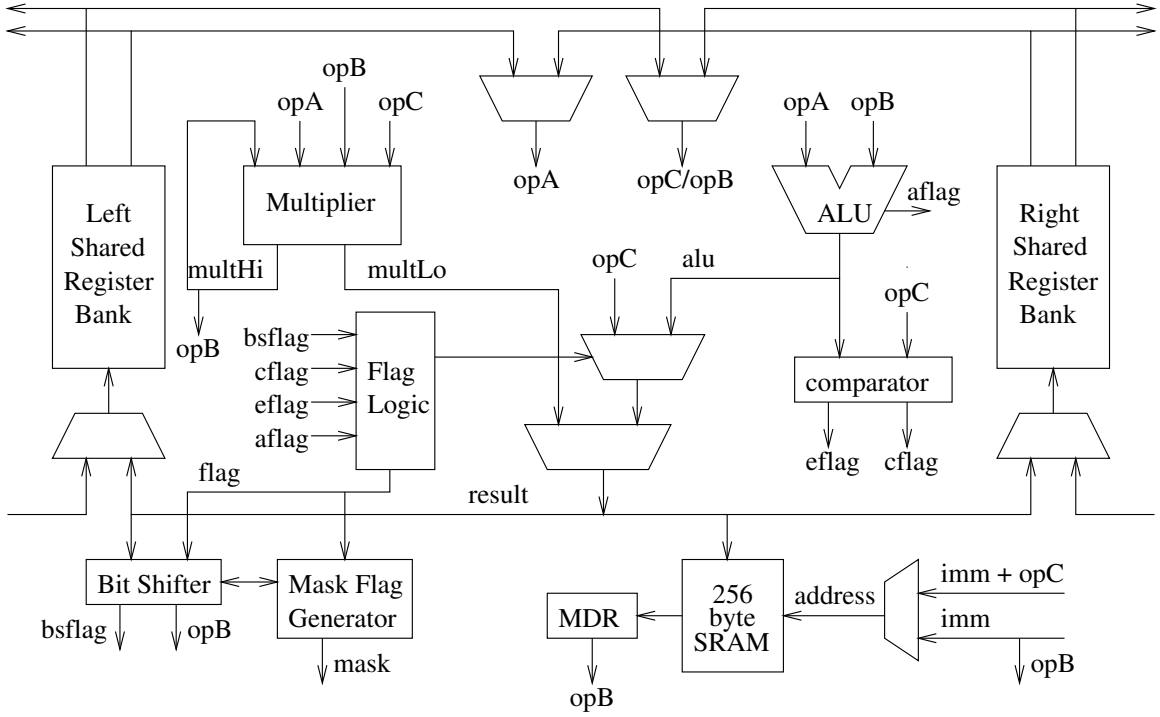 opB
opA
opC
opA
opB
opA
opC/opB
Multiplier
ALU
aflag
Left
Shared
Register
Bank
Right
Shared
Register
Bank
multHi
multLo
opC
alu
opC
opB
bsflag
cflag
eflag
aflag
Flag
Logic
comparator
eflag
cflag
flag
result
Bit Shifter
Mask Flag
Generator
bsflag
opB
mask
MDR
opB
256
byte
SRAM
address
imm + opC
imm
opB